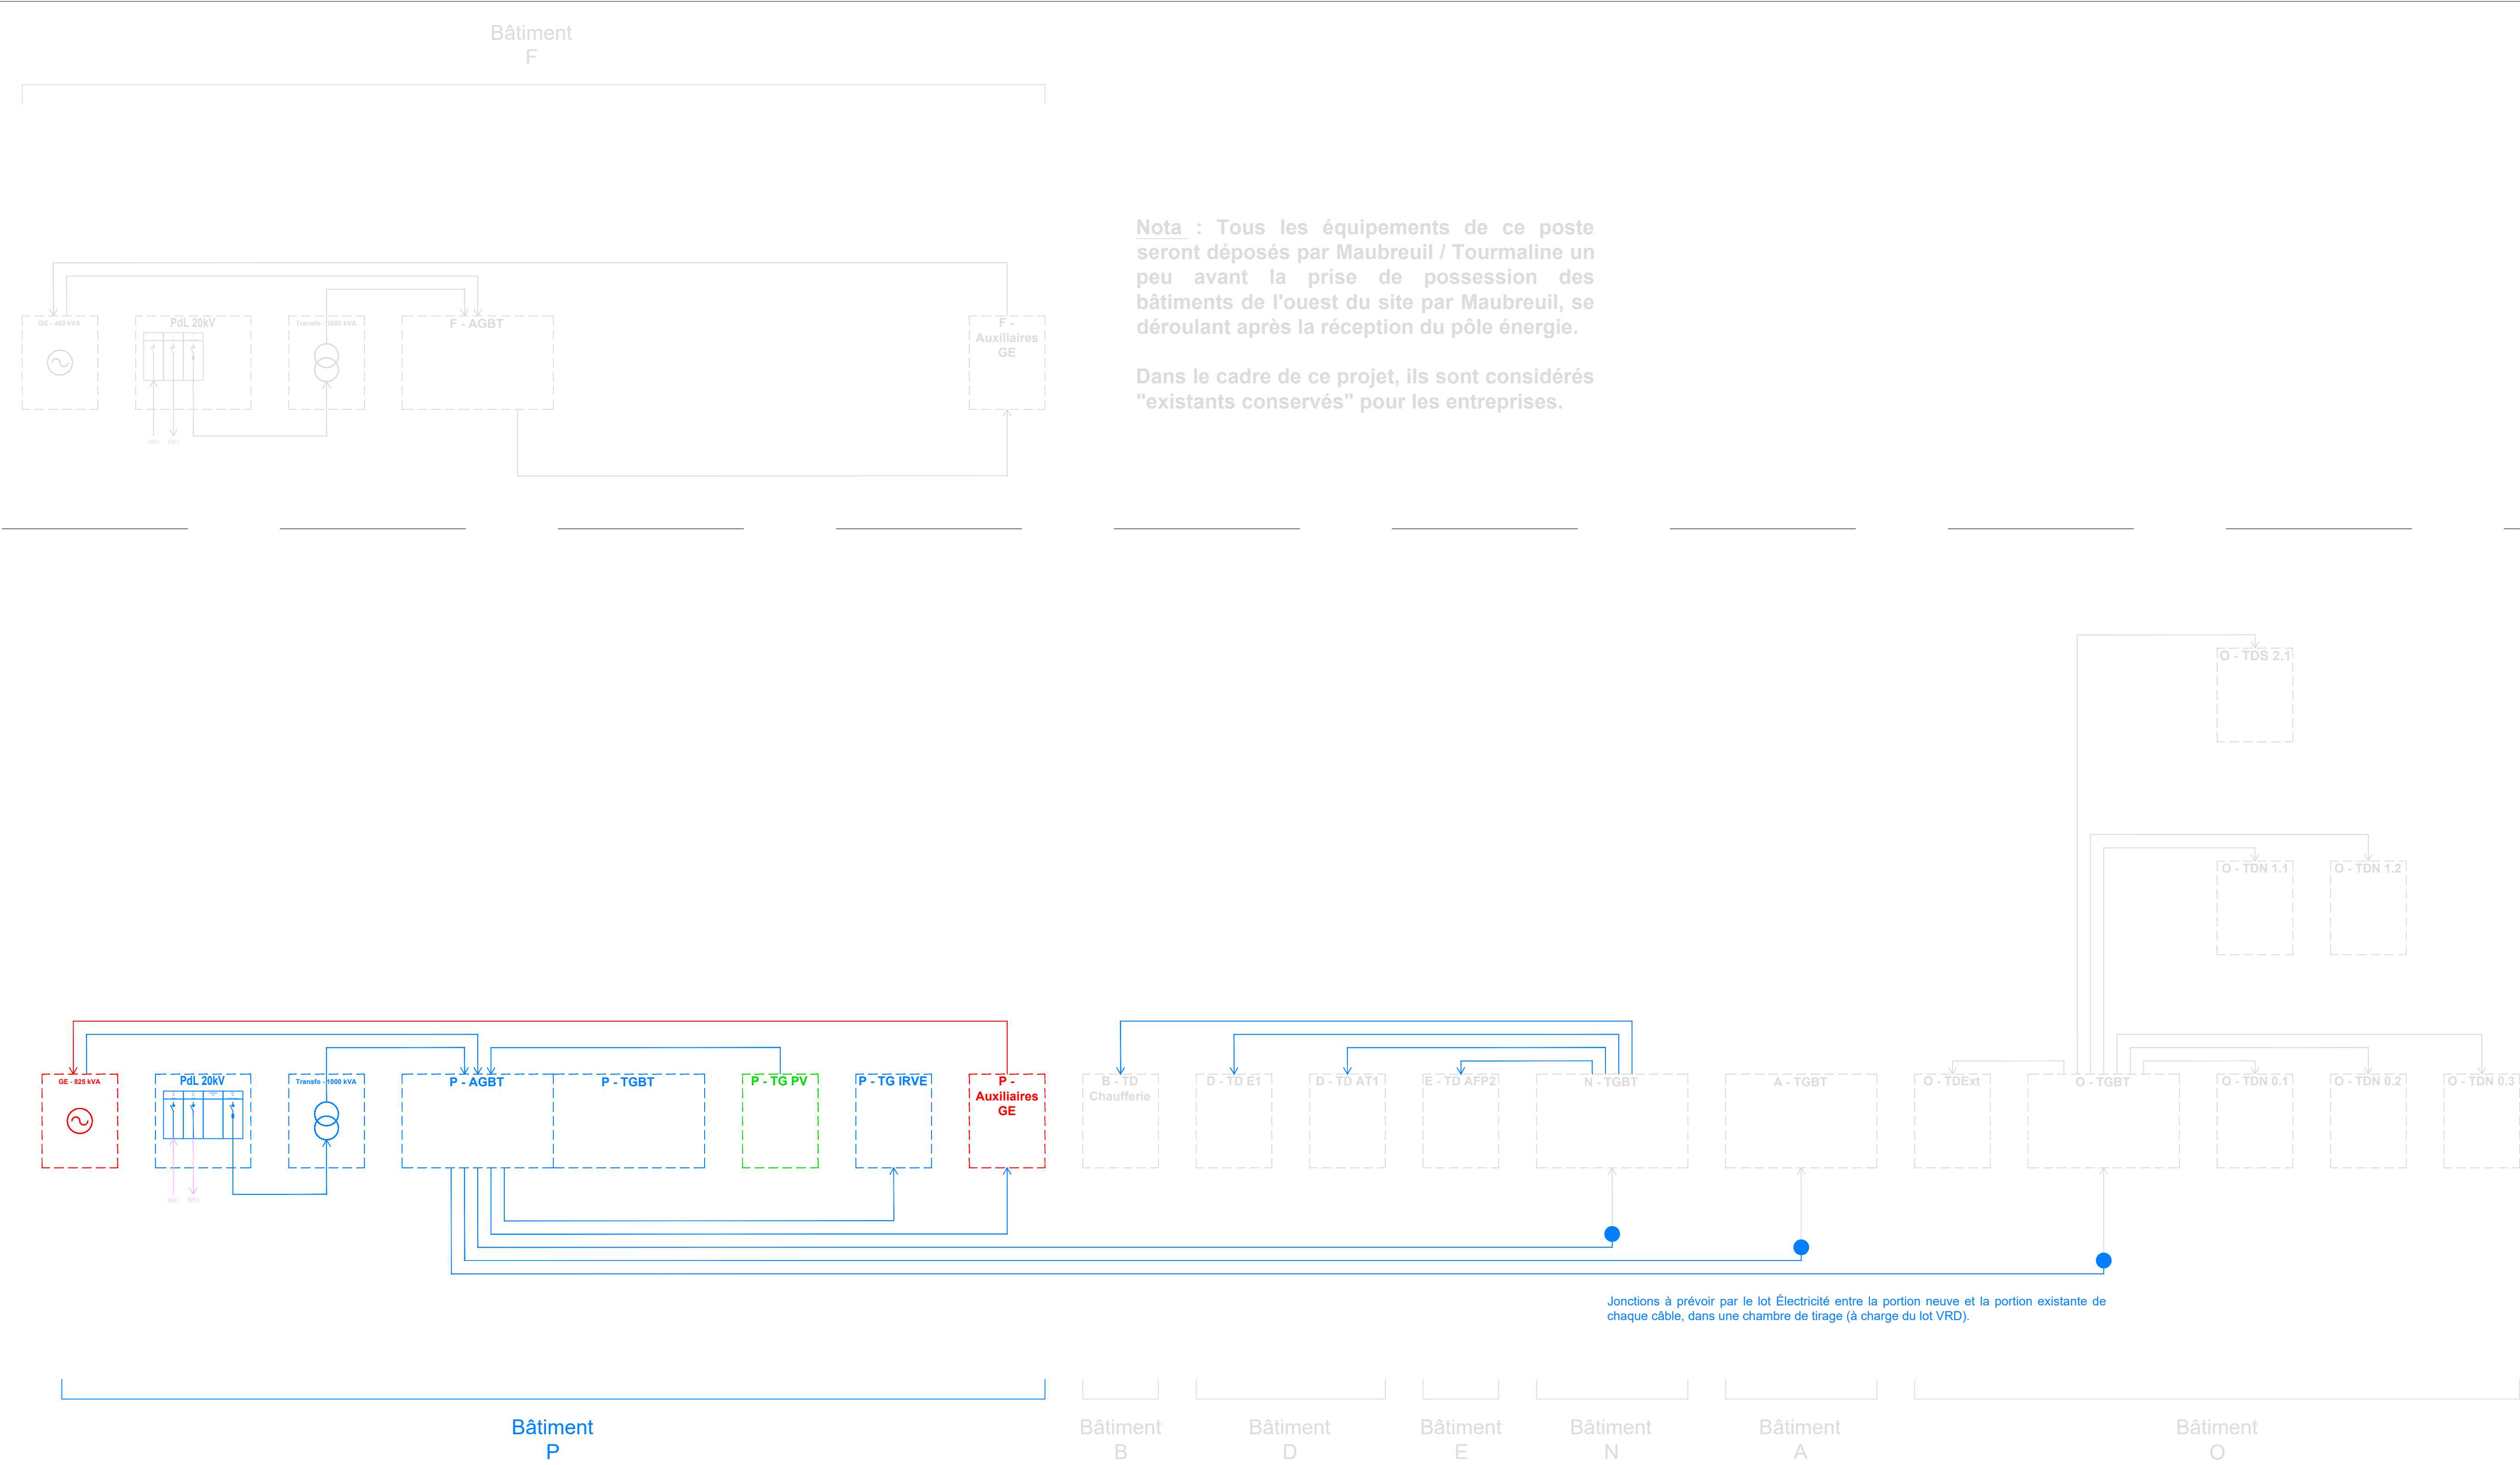 Bâtiment
F
Nota : Tous les équipements de ce poste
seront déposés par Maubreuil / Tourmaline un
peu avant la prise de possession des
bâtiments de l'ouest du site par Maubreuil, se
déroulant après la réception du pôle énergie.
Dans le cadre de ce projet, ils sont considérés
"existants conservés" pour les entreprises.
GE - 400 kVA
PdL 20kV
Transfo - 1000 kVA
F - AGBT
F -
Auxiliaires
GE
EDF1
EDF2
O - TDS 2.1
O - TDN 1.1
O - TDN 1.2
GE - 825 kVA
PdL 20kV
Transfo - 1000 kVA
P - AGBT
P - TGBT
P - TG PV
P - TG IRVE
P -
Auxiliaires
GE
B - TD
Chaufferie
D - TD E1
D - TD AT1
E - TD AFP2
N - TGBT
A - TGBT
O - TDExt
O - TGBT
O - TDN 0.1
O - TDN 0.2
O - TDN 0.3
EDF1
EDF2
Jonctions à prévoir par le lot Électricité entre la portion neuve et la portion existante de
chaque câble, dans une chambre de tirage (à charge du lot VRD).
Bâtiment
P
Bâtiment
B
Bâtiment
D
Bâtiment
E
Bâtiment
N
Bâtiment
A
Bâtiment
O